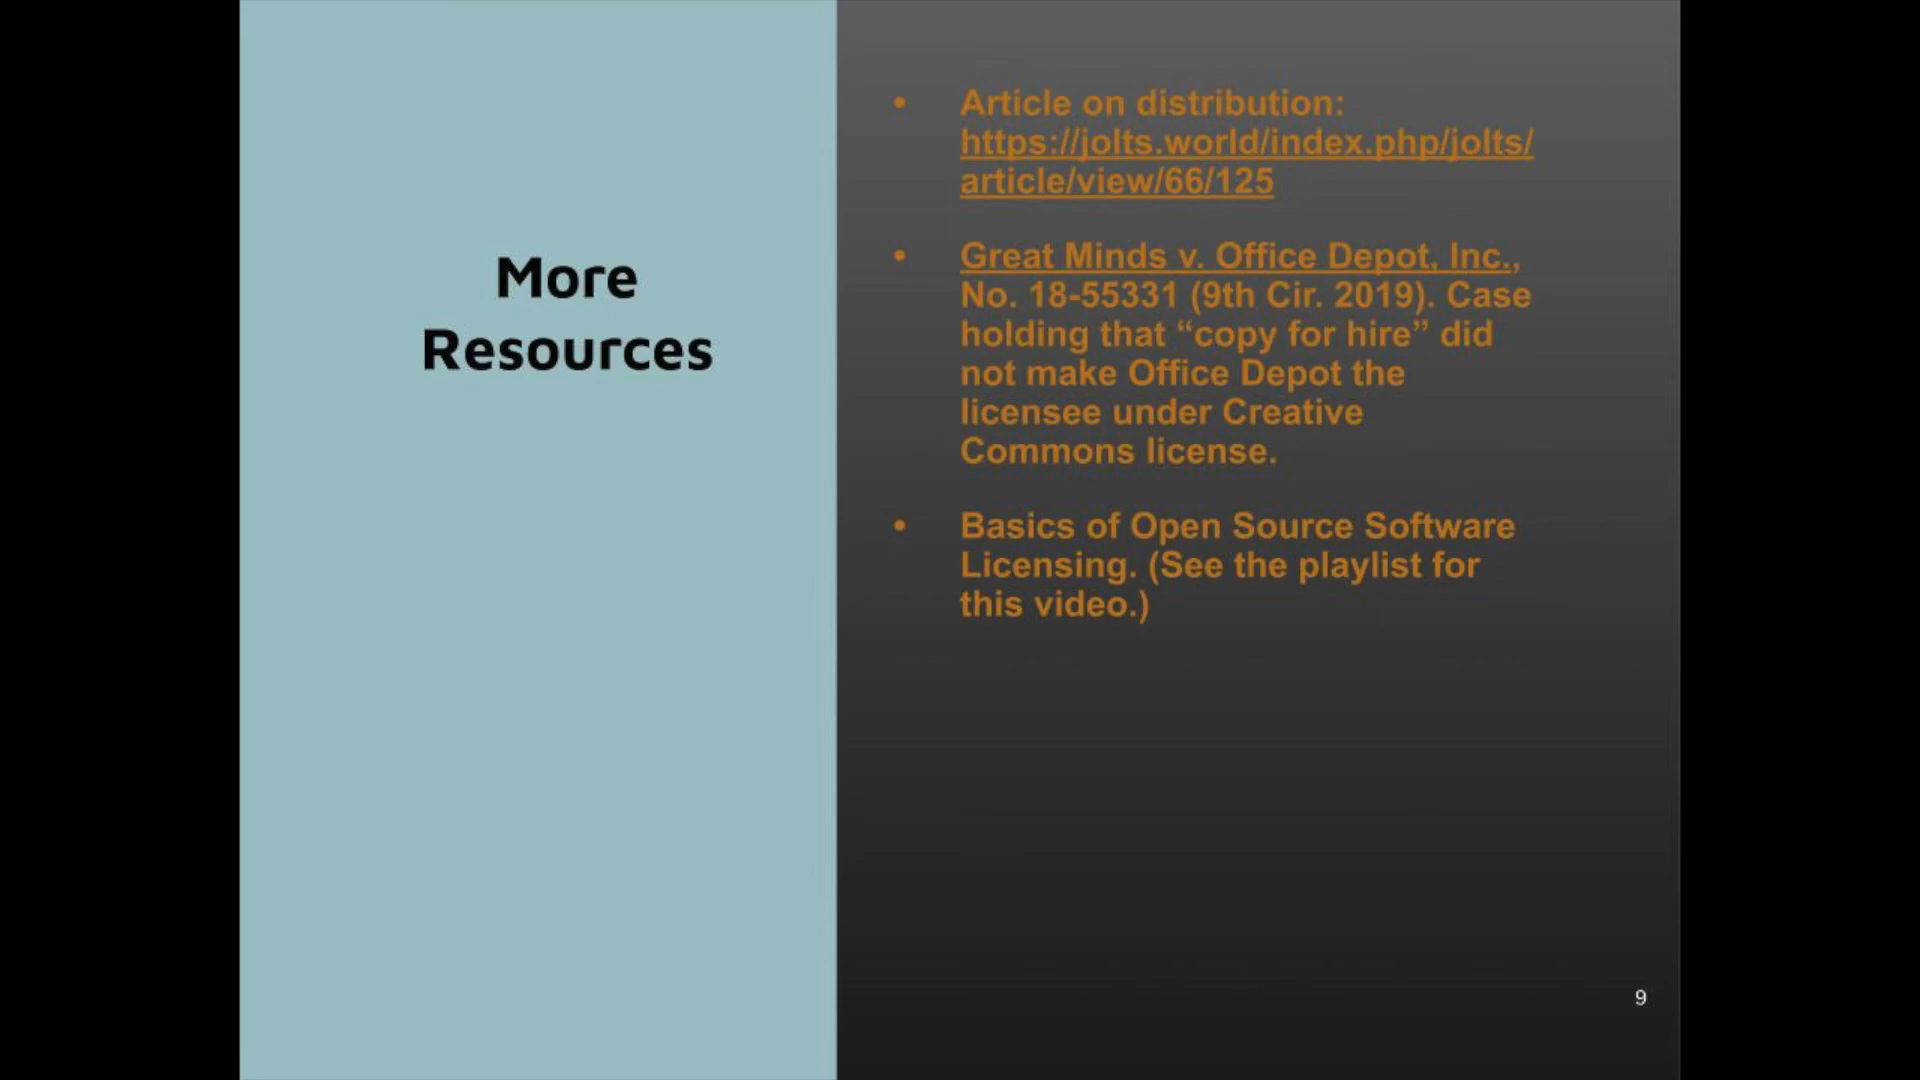 More
Resources
• Article on distribution:
https://jolts.world/index.php/jolts/
article/view/66/125
• Great Minds v. Office Depot, Inc.,
No. 18-55331 (9th Cir. 2019). Case
holding that “copy for hire” did
not make Office Depot the
licensee under Creative
Commons license.
• Basics of Open Source Software
Licensing. (See the playlist for
this video.)
9